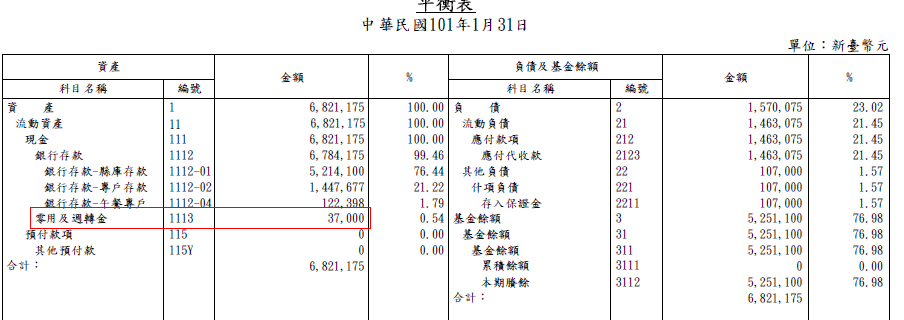 平衡表
中華民國101年1月31日
單位：新臺幣元
資產 金額 % 負債及基金餘額 金額 %
科目名稱 編號 科目名稱 編號
資　　產 1 6,821,175 100.00 負　　債 2 1,570,075 23.02
流動資產 11 6,821,175 100.00 流動負債 21 1,463,075 21.45
現金 111 6,821,175 100.00 應付款項 212 1,463,075 21.45
銀行存款 1112 6,784,175 99.46 應付代收款 2123 1,463,075 21.45
銀行存款-縣庫存款 1112-01 5,214,100 76.44 其他負債 22 107,000 1.57
銀行存款-專戶存款 1112-02 1,447,677 21.22 什項負債 221 107,000 1.57
銀行存款-午餐專戶 1112-04 122,398 1.79 存入保證金 2211 107,000 1.57
零用及週轉金 1113 37,000 0.54 基金餘額 3 5,251,100 76.98
預付款項 115 0 0.00 基金餘額 31 5,251,100 76.98
其他預付款 115Y 0 0.00 基金餘額 311 5,251,100 76.98
合計： 6,821,175 累積餘額 3111 0 0.00
本期賸餘 3112 5,251,100 76.98
合計： 6,821,175